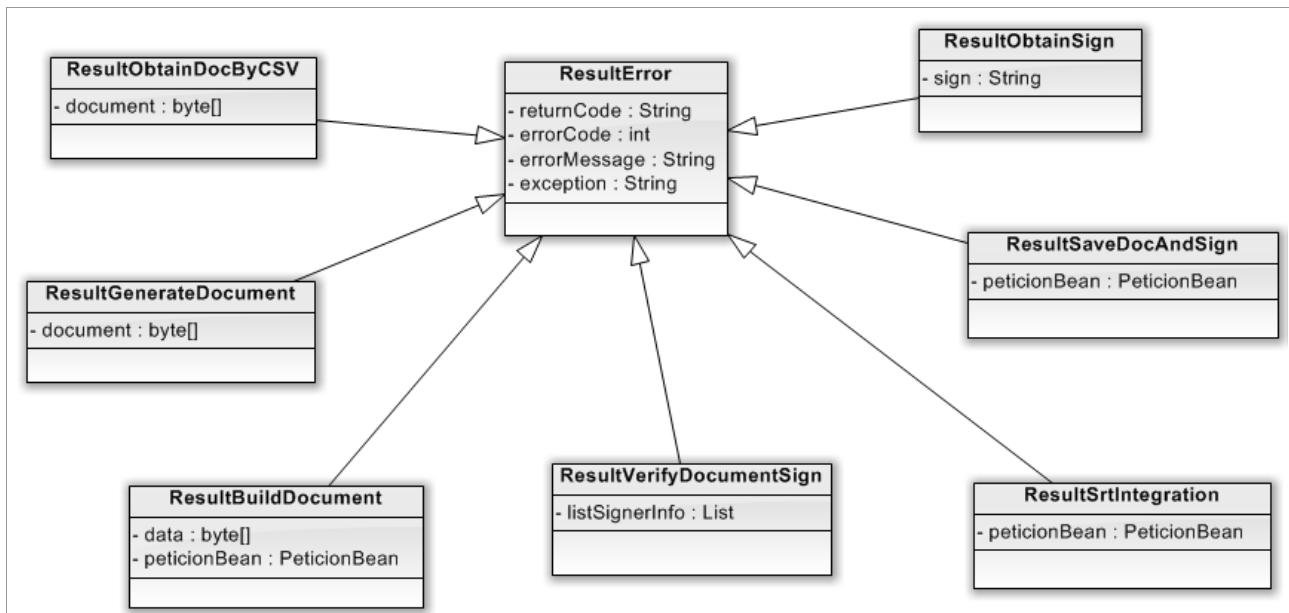 ResultObtainDocByCSV
- document : byte[]
ResultError
- returnCode : String
- errorCode : int
- errorMessage : String
- exception : String
ResultObtainSign
- sign : String
ResultGenerateDocument
- document : byte[]
ResultSaveDocAndSign
- peticionBean : PeticionBean
ResultBuildDocument
- data : byte[]
- peticionBean : PeticionBean
ResultVerifyDocumentSign
- listSignerInfo : List
ResultSrtIntegration
- peticionBean : PeticionBean